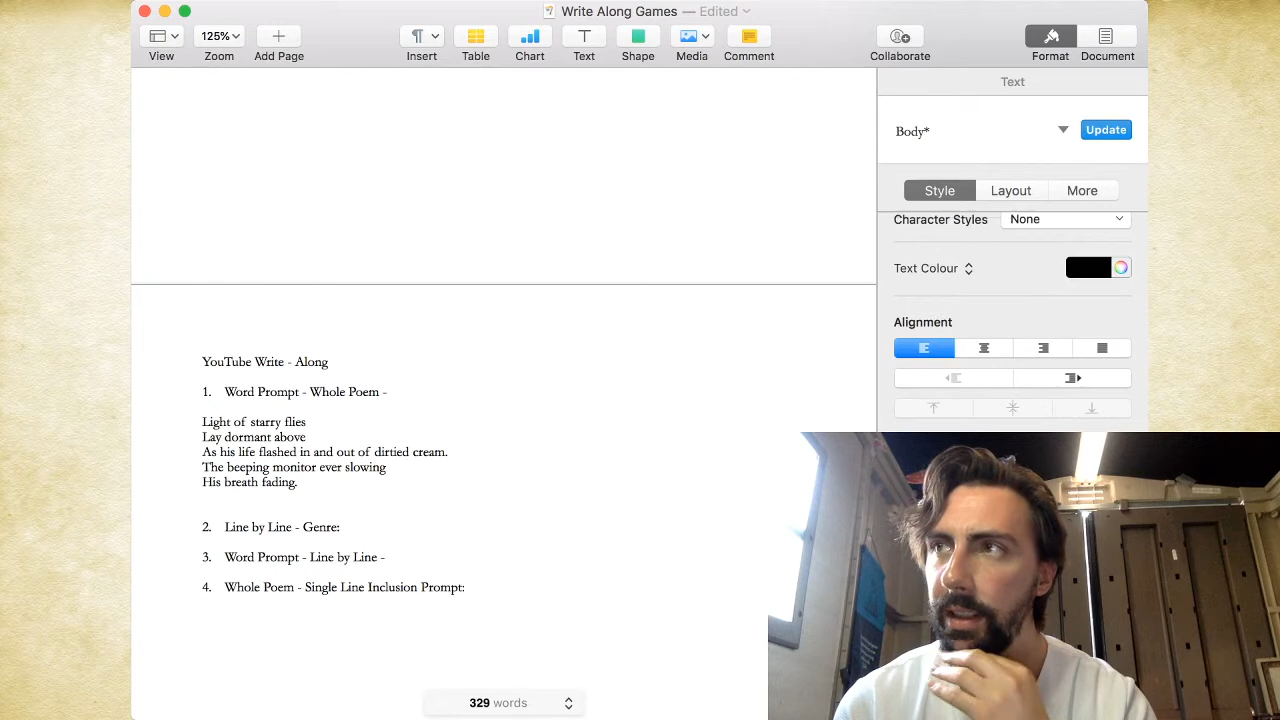 Write Along Games — Edited
View
125%
Zoom
Add Page
Insert
Table
Chart
Text
Shape
Media
Comment
Collaborate
Format
Document
Text
Body*
Update
Style
Layout
More
Character Styles
None
Text Colour
Alignment
YouTube Write - Along
1. Word Prompt - Whole Poem -
Light of starry flies
Lay dormant above
As his life flashed in and out of dirtied cream.
The beeping monitor ever slowing
His breath fading.
2. Line by Line - Genre:
3. Word Prompt - Line by Line -
4. Whole Poem - Single Line Inclusion Prompt:
329 words